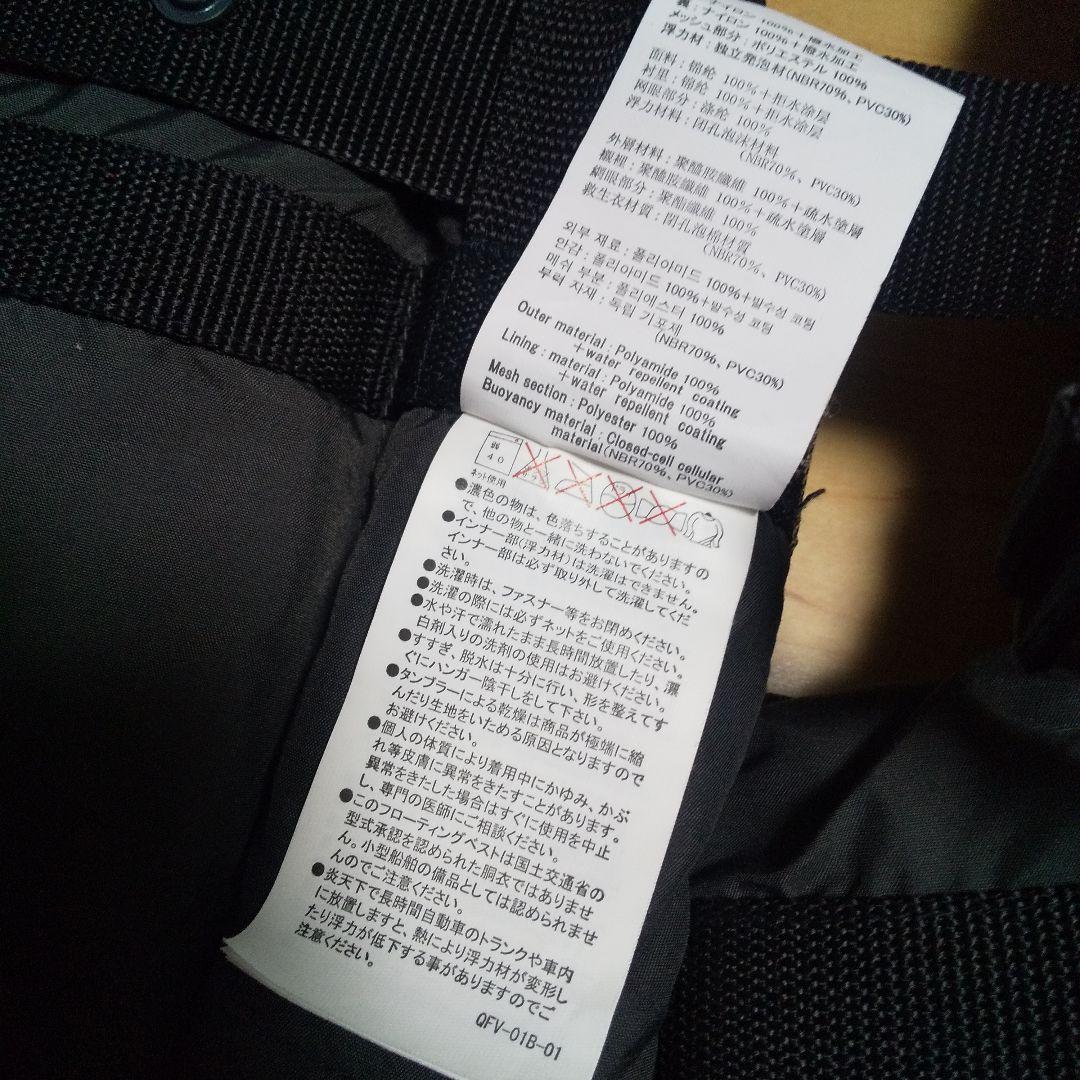 ナイロン 100%+撥水加工
裏:ナイロン 100%+撥水加工
メッシュ部分:ポリエステル 100%
浮力材:独立発泡材(NBR70%、PVC30%)
面料:锦纶 100%+拒水涂层
衬里:锦纶 100%+拒水涂层
网眼部分:涤纶 100%
浮力材料:闭孔泡沫材料
(NBR70%、PVC30%)
外層材料:聚醯胺纖維 100%+疏水塗層
襯裡:聚醯胺纖維 100%+疏水塗層
網眼部分:聚酯纖維 100%
救生衣材質:閉孔泡棉材質
(NBR70%、PVC30%)
외부 재료:폴리아미드 100%+발수성 코팅
안감:폴리아미드 100%+발수성 코팅
매쉬 부분:폴리에스터 100%
부력 자재:독립 기포제
(NBR70%、PVC30%)
Outer material:Polyamide 100%
+water repellent coating
Lining:material:Polyamide 100%
+water repellent coating
Mesh section:Polyester 100%
Buoyancy material:Closed-cell cellular
material(NBR70%、PVC30%)
弱
40
ネット使用
●濃色の物は、色落ちすることがありますの
で、他の物と一緒に洗わないでください。
●インナー部(浮力材)は洗濯はできません。
インナー部は必ず取り外して洗濯してくだ
さい。
●洗濯時は、ファスナー等をお閉めください。
●洗濯の際には必ずネットをご使用ください。
●水や汗で濡れたまま長時間放置したり、漂
白剤入りの洗剤の使用はお避けください。
●すすぎ、脱水は十分に行い、形を整えてす
ぐにハンガー陰干しをして下さい。
●タンブラーによる乾燥は商品が極端に縮
んだり生地をいためる原因となりますので
お避けください。
●個人の体質により着用中にかゆみ、かぶ
れ等皮膚に異常をきたすことがあります。
異常をきたした場合はすぐに使用を中止
し、専門の医師にご相談ください。
●このフローティングベストは国土交通省の
型式承認を認められた胴衣ではありませ
ん。小型船舶の備品としては認められませ
んのでご注意ください。
●炎天下で長時間自動車のトランクや車内
に放置しますと、熱により浮力材が変形し
たり浮力が低下する事がありますのでご
注意ください。
QFV-01B-01